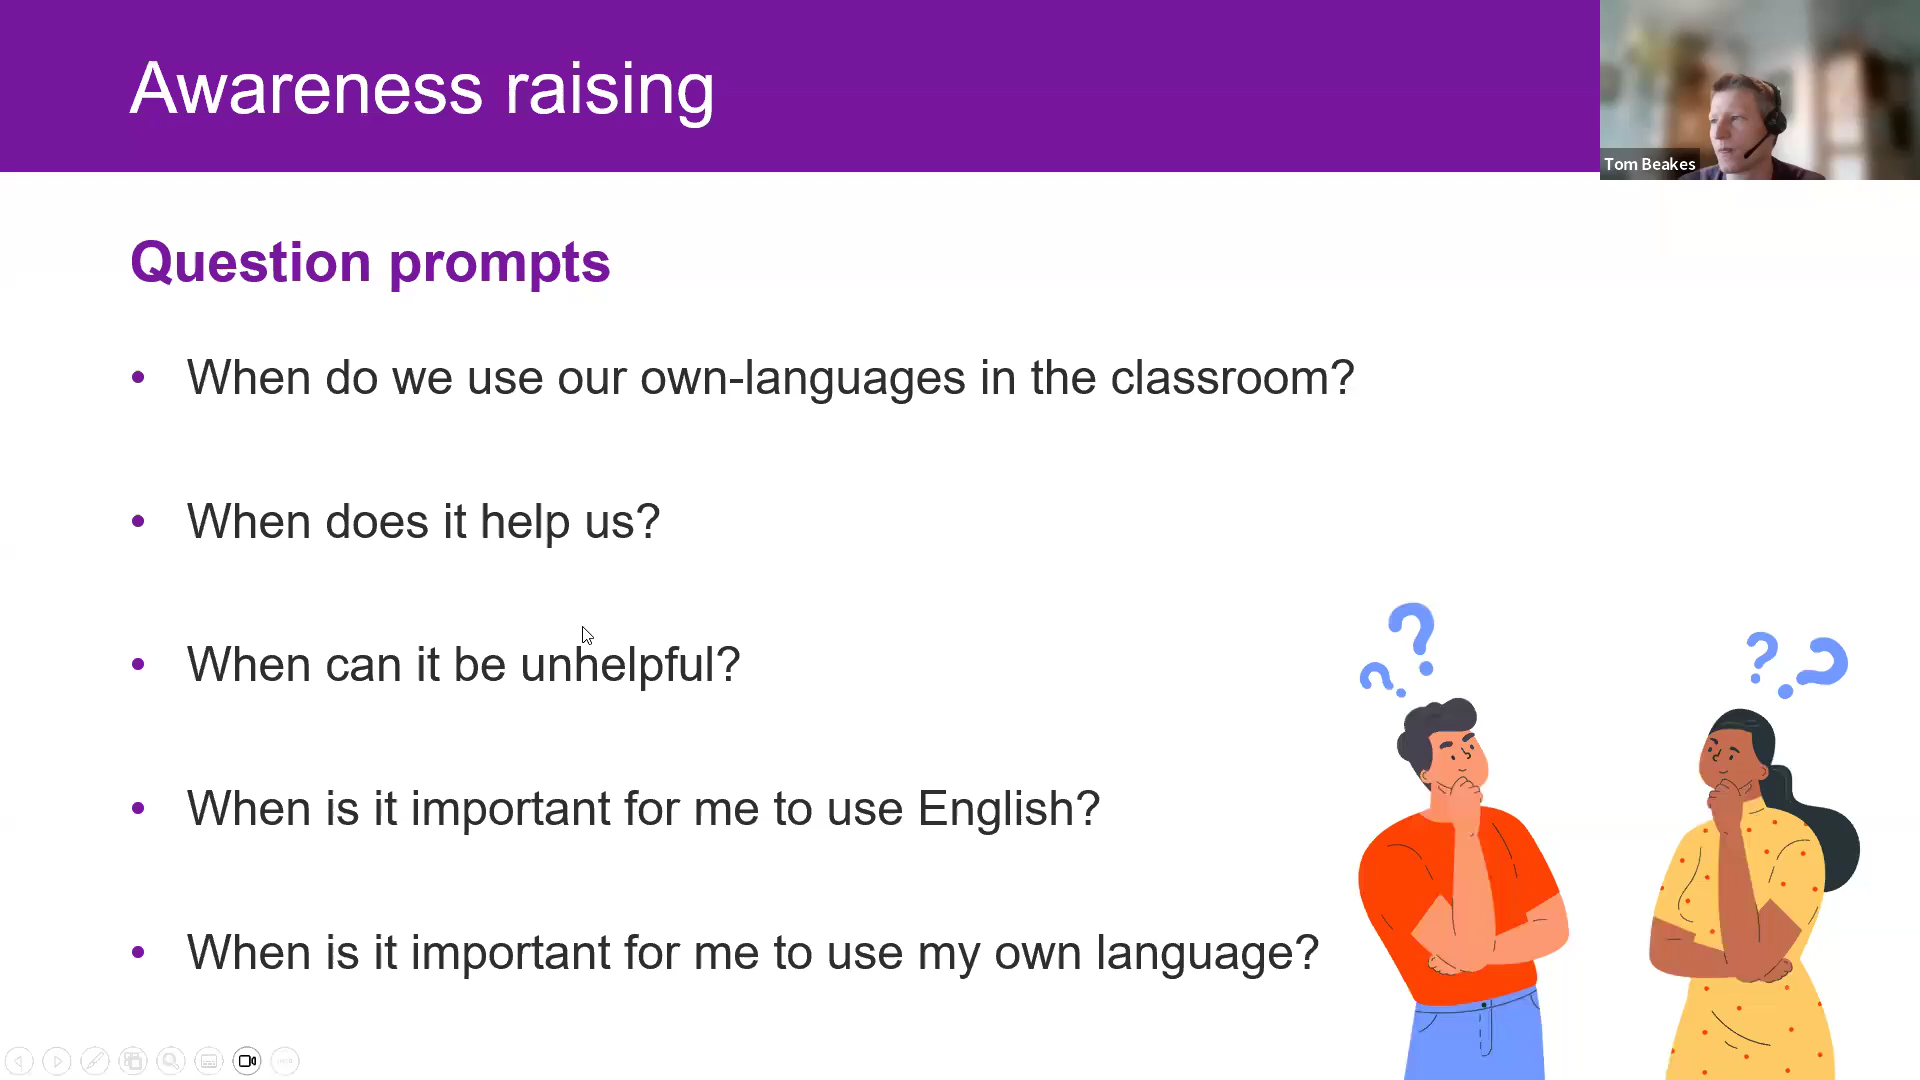 Awareness raising
Tom Beakes
Question prompts
• When do we use our own-languages in the classroom?
• When does it help us?
• When can it be unhelpful?
• When is it important for me to use English?
• When is it important for me to use my own language?